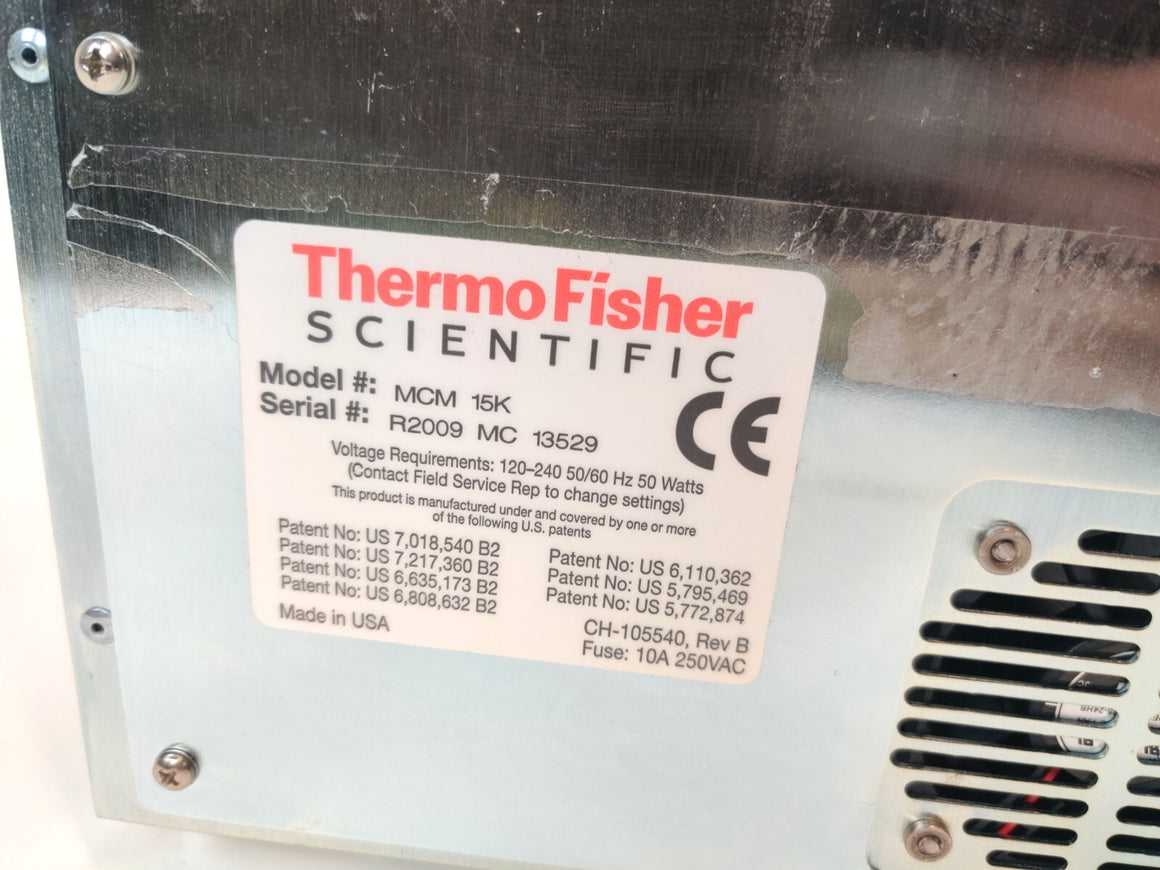 ThermoFisher
SCIENTIFIC
Model #: MCM 15K
Serial #: R2009 MC 13529
CE
Voltage Requirements: 120–240 50/60 Hz 50 Watts
(Contact Field Service Rep to change settings)
This product is manufactured under and covered by one or more
of the following U.S. patents
Patent No: US 7,018,540 B2
Patent No: US 7,217,360 B2
Patent No: US 6,635,173 B2
Patent No: US 6,808,632 B2
Made in USA
Patent No: US 6,110,362
Patent No: US 5,795,469
Patent No: US 5,772,874
CH-105540, Rev B
Fuse: 10A 250VAC